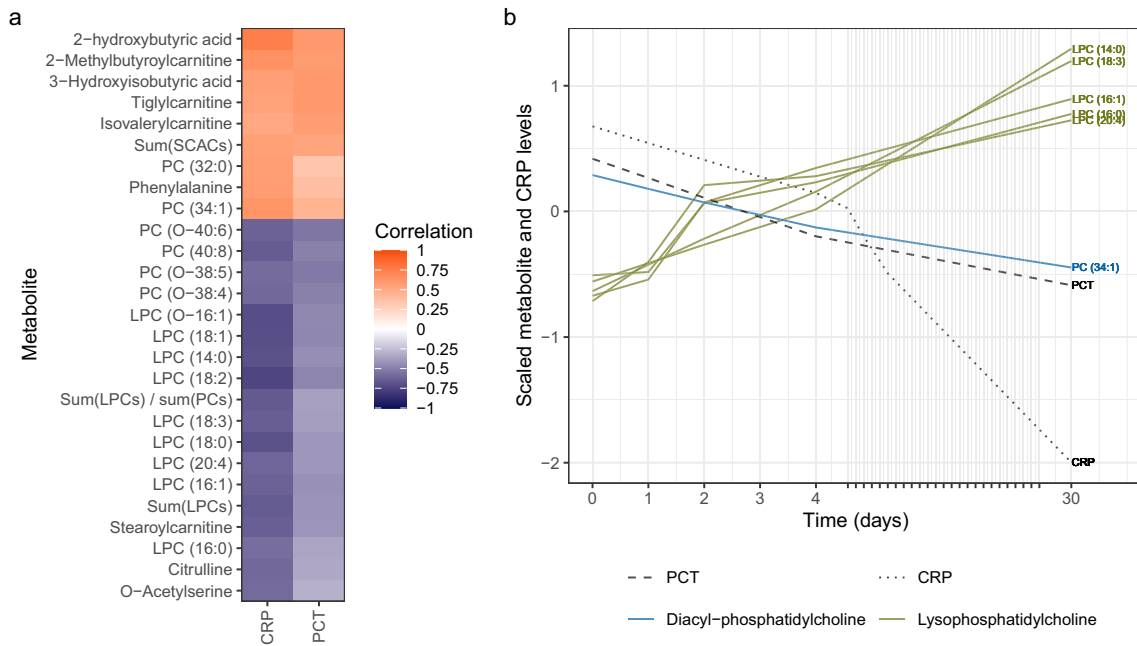 a
2−hydroxybutyric acid
2−Methylbutyroylcarnitine
3−Hydroxyisobutyric acid
Tiglylcarnitine
Isovalerylcarnitine
Sum(SCACs)
PC (32:0)
Phenylalanine
PC (34:1)
PC (O−40:6)
PC (40:8)
PC (O−38:5)
PC (O−38:4)
LPC (O−16:1)
LPC (18:1)
LPC (14:0)
LPC (18:2)
Sum(LPCs) / sum(PCs)
LPC (18:3)
LPC (18:0)
LPC (20:4)
LPC (16:1)
Sum(LPCs)
Stearoylcarnitine
LPC (16:0)
Citrulline
O−Acetylserine
Metabolite
CRP
PCT
Correlation
1
0.75
0.5
0.25
0
−0.25
−0.5
−0.75
−1
b
Scaled metabolite and CRP levels
1
0
−1
−2
LPC (14:0)
LPC (18:3)
LPC (16:1)
LPC (16:0)
LPC (20:4)
PC (34:1)
PCT
CRP
0
1
2
3
4
30
Time (days)
PCT
CRP
Diacyl−phosphatidylcholine
Lysophosphatidylcholine